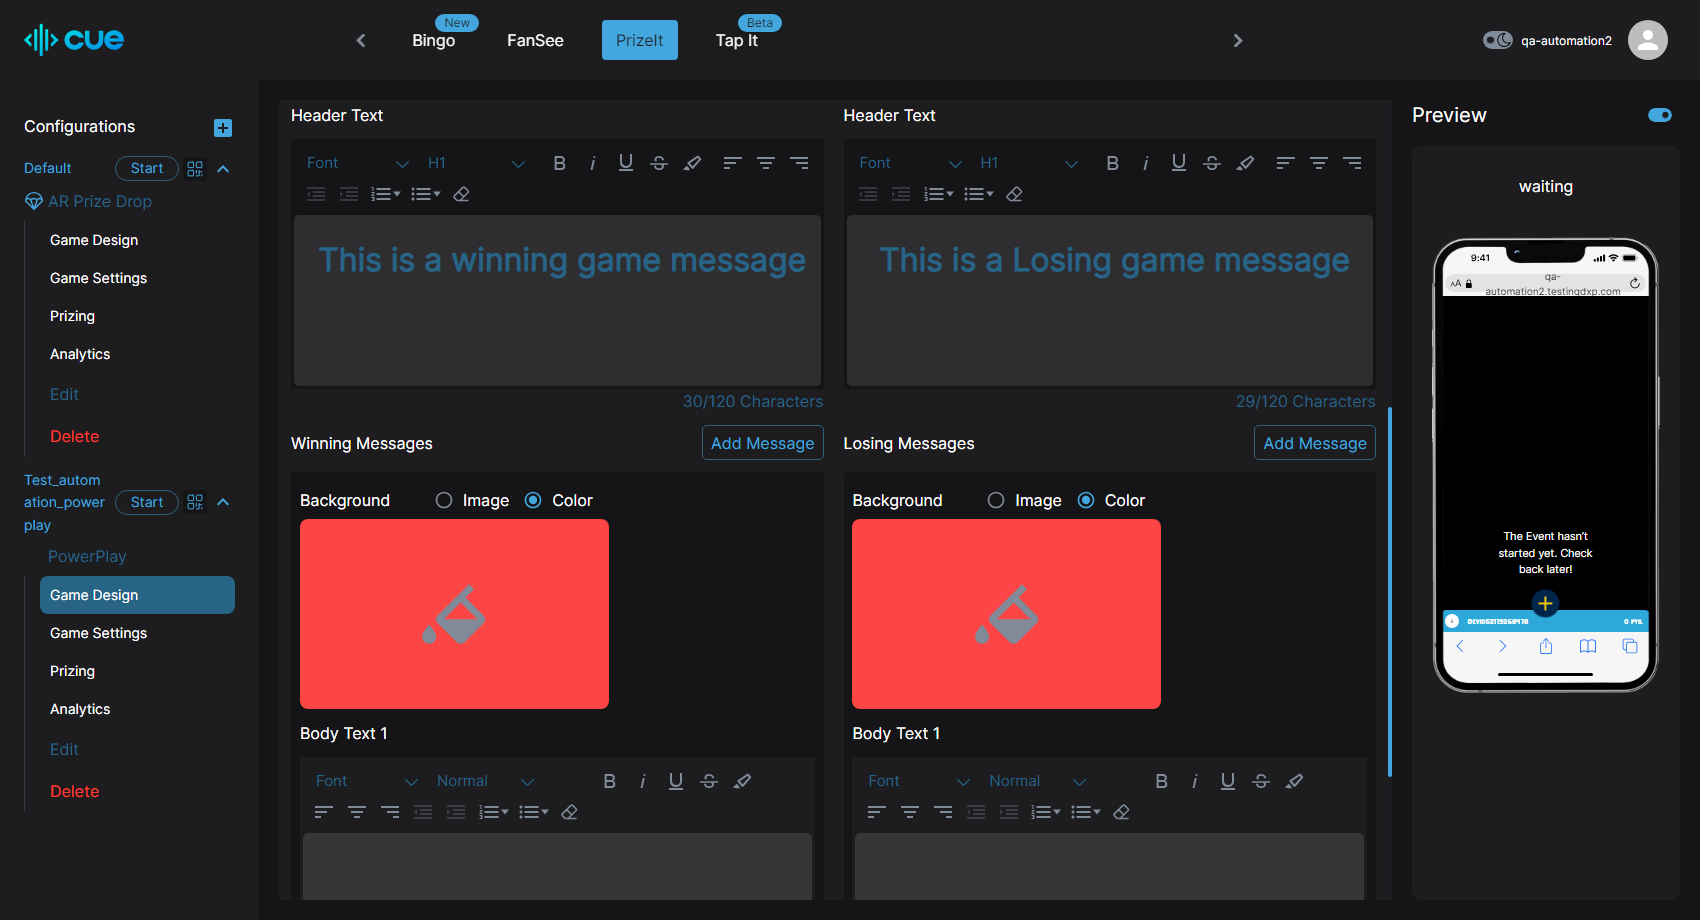 cue
New
Beta
Bingo
FanSee
PrizeIt
Tap It
qa-automation2
Configurations
Default
Start
AR Prize Drop
Game Design
Game Settings
Prizing
Analytics
Edit
Delete
Test_autom
ation_power
play
Start
PowerPlay
Game Design
Game Settings
Prizing
Analytics
Edit
Delete
Header Text
Font
H1
B i U S
This is a winning game message
30/120 Characters
Winning Messages
Add Message
Background
Image
Color
Body Text 1
Font
Normal
B i U S
Header Text
Font
H1
B i U S
This is a Losing game message
29/120 Characters
Losing Messages
Add Message
Background
Image
Color
Body Text 1
Font
Normal
B i U S
Preview
waiting
9:41
AA
qa-
automation2.testingdxp.com
The Event hasn't
started yet. Check
back later!
0 PTS.